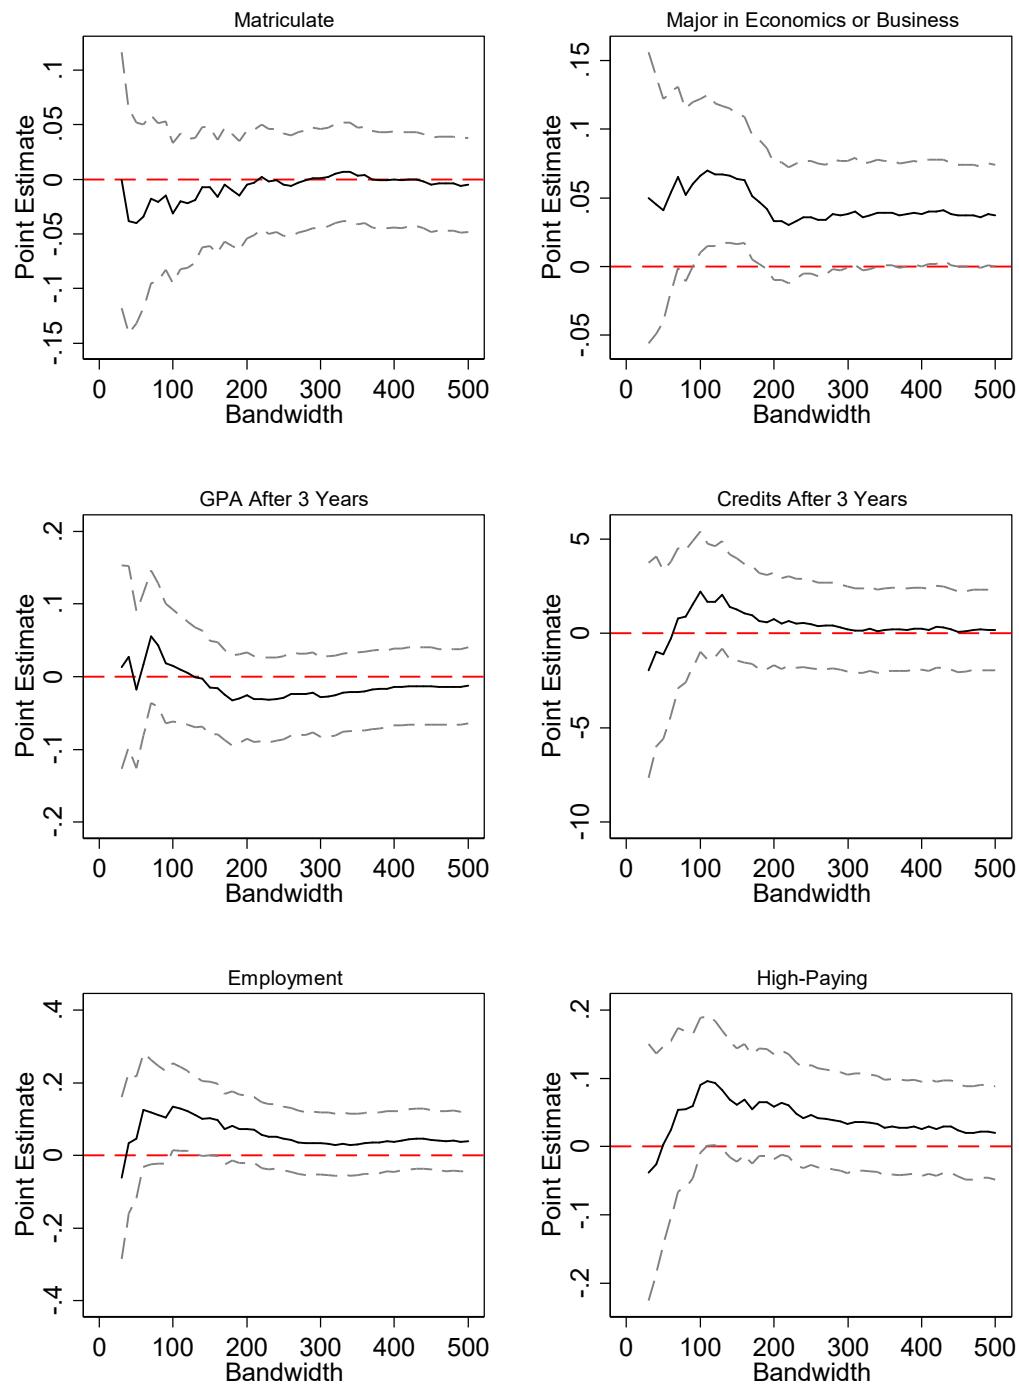 Matriculate
Point Estimate
.1
.05
0
-.05
-.1
-.15
0 100 200 300 400 500
Bandwidth
Major in Economics or Business
Point Estimate
.15
.1
.05
0
-.05
0 100 200 300 400 500
Bandwidth
GPA After 3 Years
Point Estimate
.2
.1
0
-.1
-.2
0 100 200 300 400 500
Bandwidth
Credits After 3 Years
Point Estimate
5
0
-5
-10
0 100 200 300 400 500
Bandwidth
Employment
Point Estimate
.4
.2
0
-.2
-.4
0 100 200 300 400 500
Bandwidth
High-Paying
Point Estimate
.2
.1
0
-.1
-.2
0 100 200 300 400 500
Bandwidth